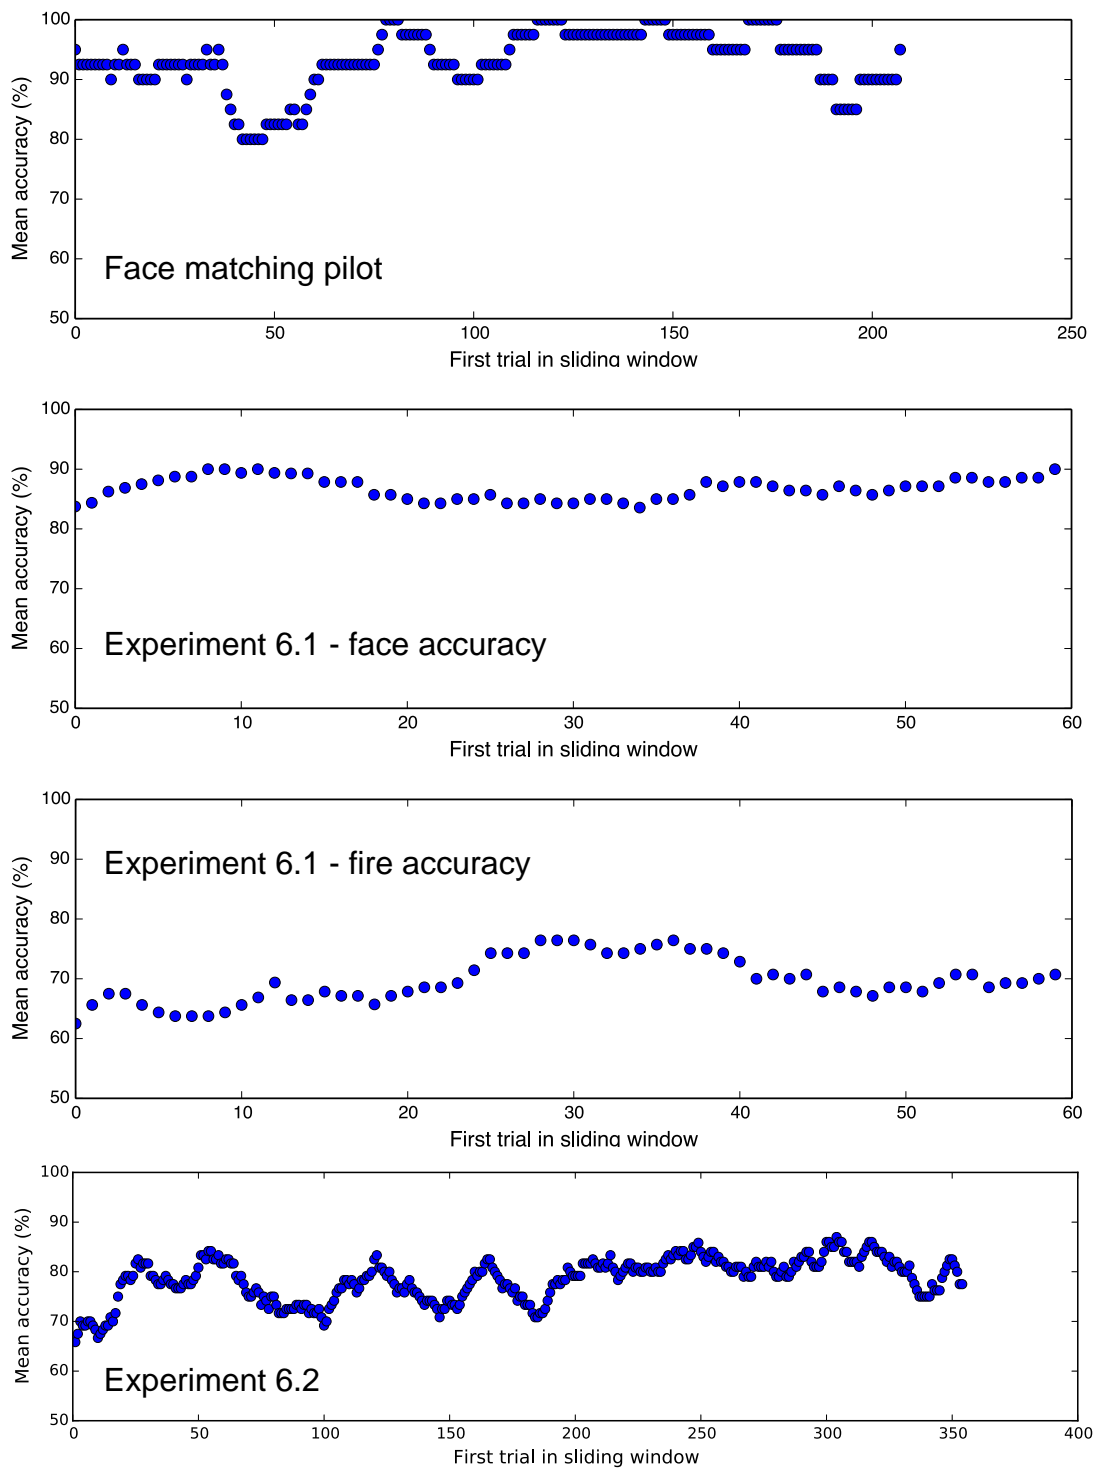 100
90
80
70
60
50
Mean accuracy (%)
Face matching pilot
0 50 100 150 200 250
First trial in sliding window
100
90
80
70
60
50
Mean accuracy (%)
Experiment 6.1 - face accuracy
0 10 20 30 40 50 60
First trial in sliding window
100
90
80
70
60
50
Mean accuracy (%)
Experiment 6.1 - fire accuracy
0 10 20 30 40 50 60
First trial in sliding window
100
90
80
70
60
50
Mean accuracy (%)
Experiment 6.2
0 50 100 150 200 250 300 350 400
First trial in sliding window